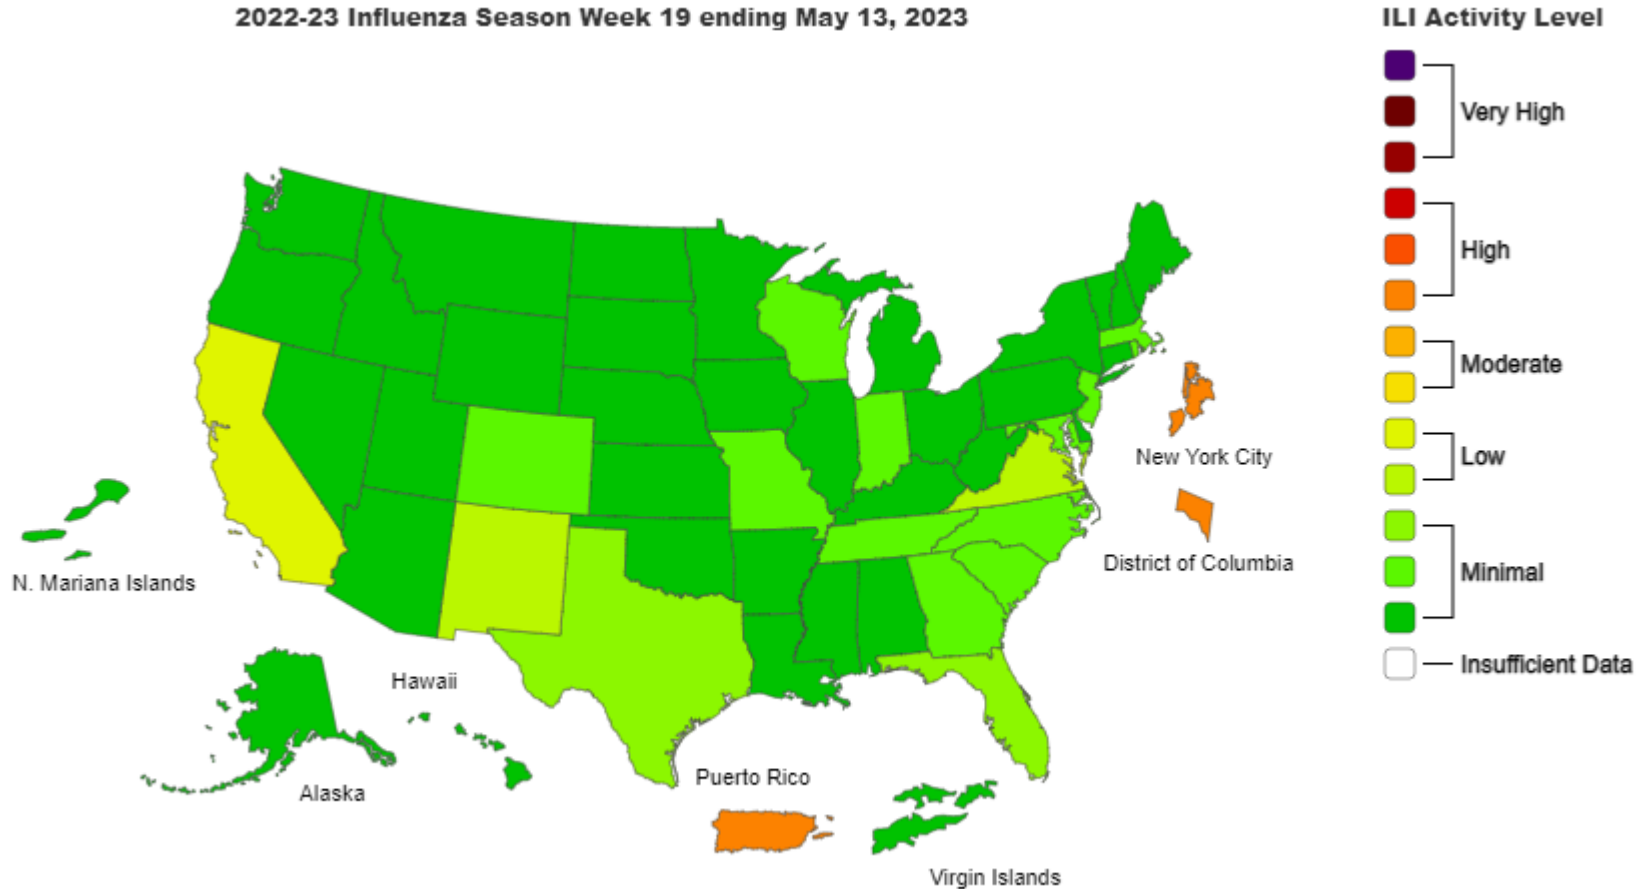 2022-23 Influenza Season Week 19 ending May 13, 2023
ILI Activity Level
Very High
High
Moderate
Low
Minimal
Insufficient Data
New York City
District of Columbia
N. Mariana Islands
Hawaii
Alaska
Puerto Rico
Virgin Islands